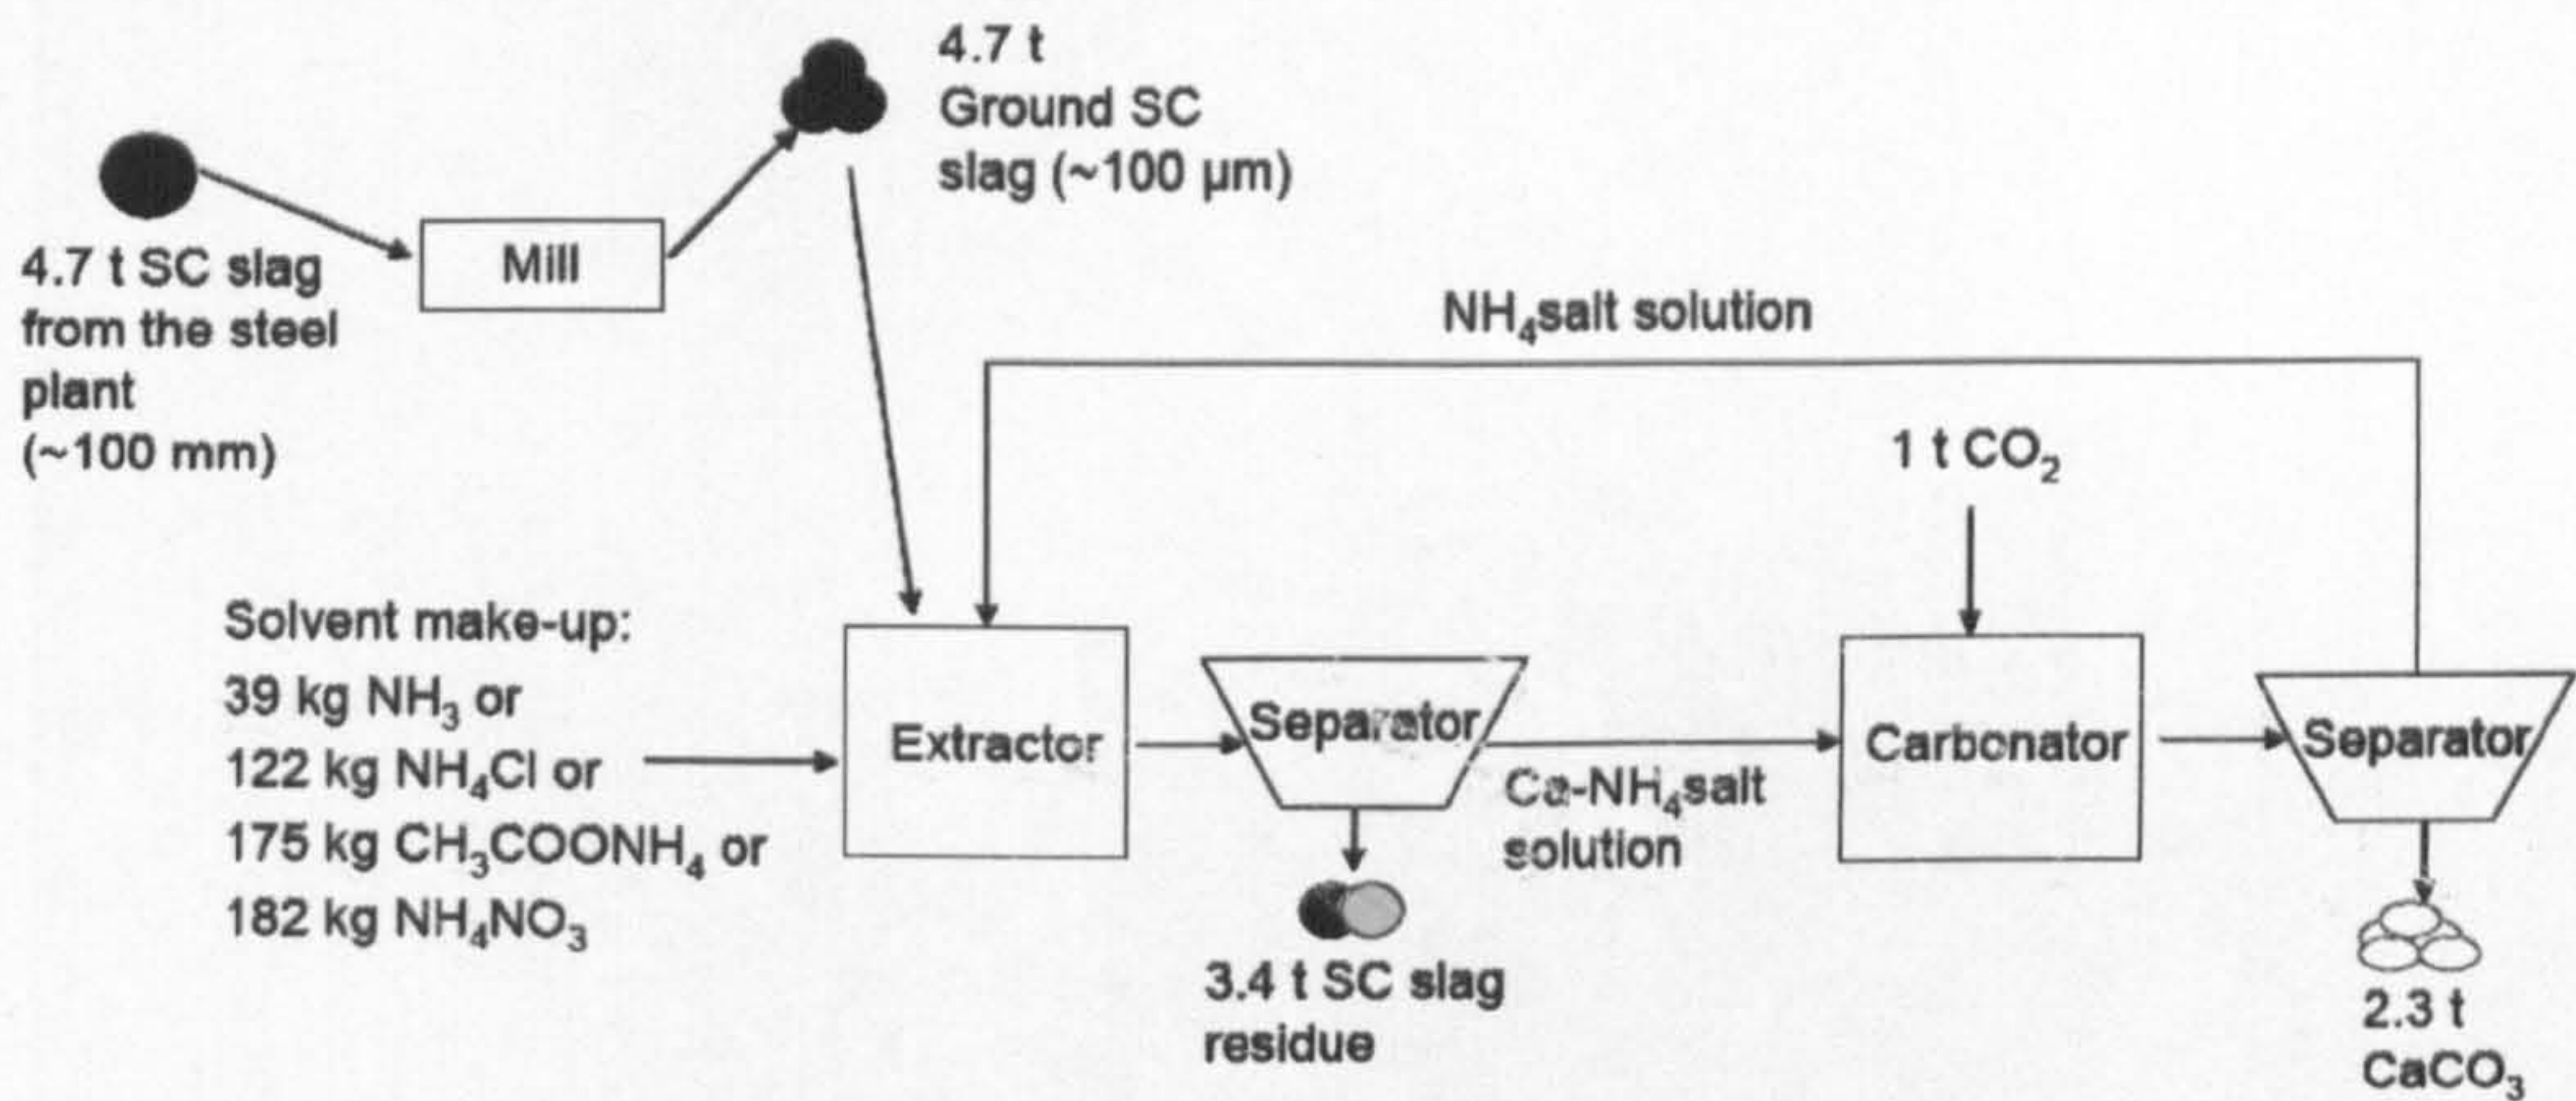 4.7 t
Ground SC
slag (~100 µm)
4.7 t SC slag
from the steel
plant
(~100 mm)
Mill
NH₄salt solution
1 t CO₂
Solvent make-up:
39 kg NH₃ or
122 kg NH₄Cl or
175 kg CH₃COONH₄ or
182 kg NH₄NO₃
Extractor
Separator
Ca-NH₄salt
solution
Carbonator
Separator
3.4 t SC slag
residue
2.3 t
CaCO₃